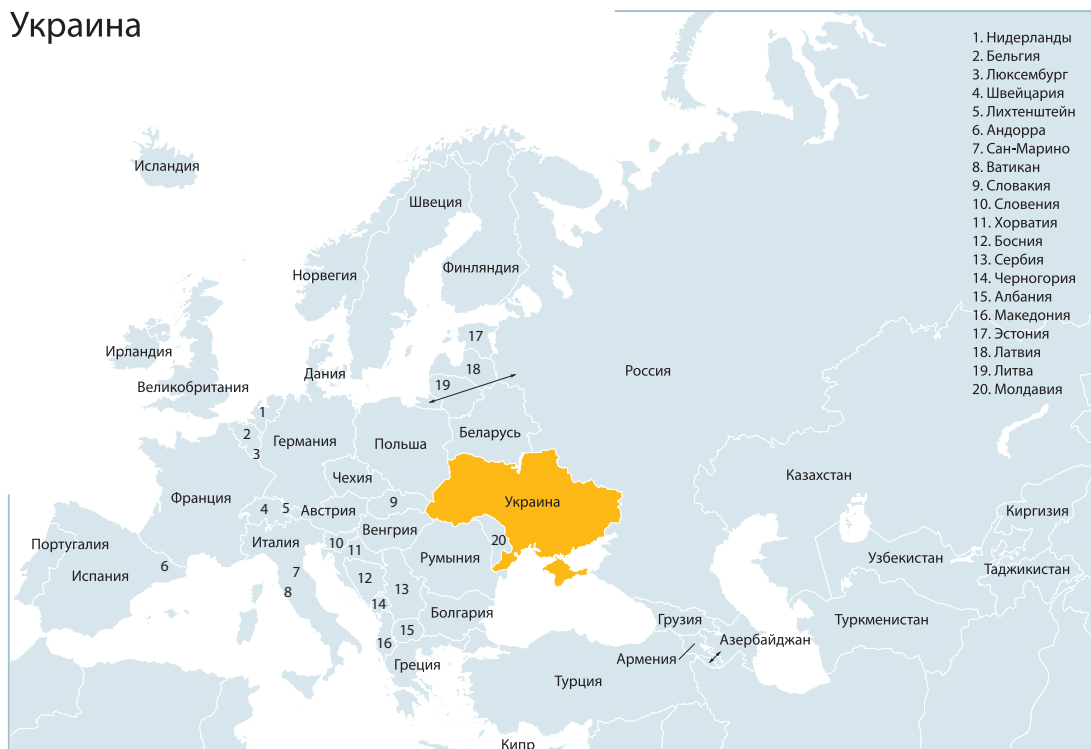 Украина
1. Нидерланды
2. Бельгия
3. Люксембург
4. Швейцария
5. Лихтенштейн
6. Андорра
7. Сан-Марино
8. Ватикан
9. Словакия
10. Словения
11. Хорватия
12. Босния
13. Сербия
14. Черногория
15. Албания
16. Македония
17. Эстония
18. Латвия
19. Литва
20. Молдавия
Исландия
Швеция
Финляндия
Норвегия
17
Ирландия
Дания
18
Россия
Великобритания
19
1
2
Германия
Польша
Беларусь
3
Чехия
Казахстан
Франция
4
5
Австрия
9
Украина
Киргизия
Венгрия
Португалия
Италия
10
11
Румыния
20
Узбекистан
Таджикистан
Испания
6
7
12
8
13
14
Болгария
Грузия
Туркменистан
15
Азербайджан
16
Греция
Армения
Турция
Кипр